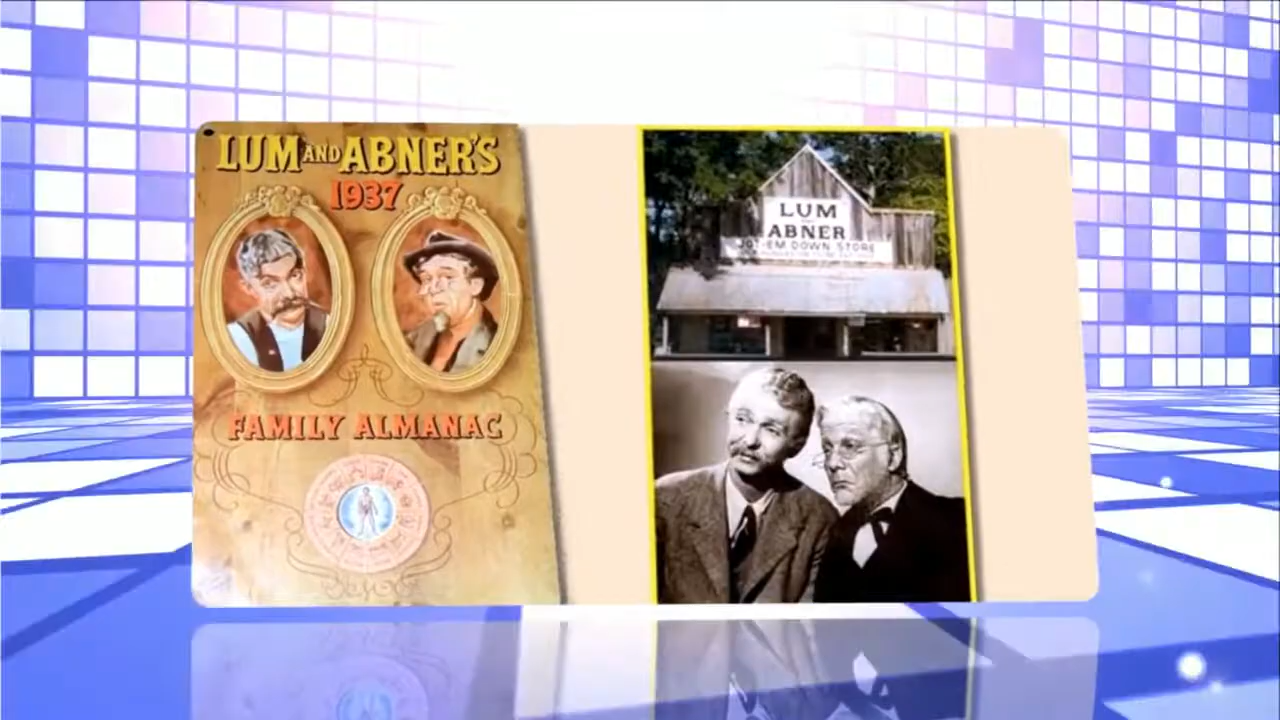 LUM AND ABNER'S
1937
FAMILY ALMANAC
LUM
ABNER
JOT-EM DOWN STORE